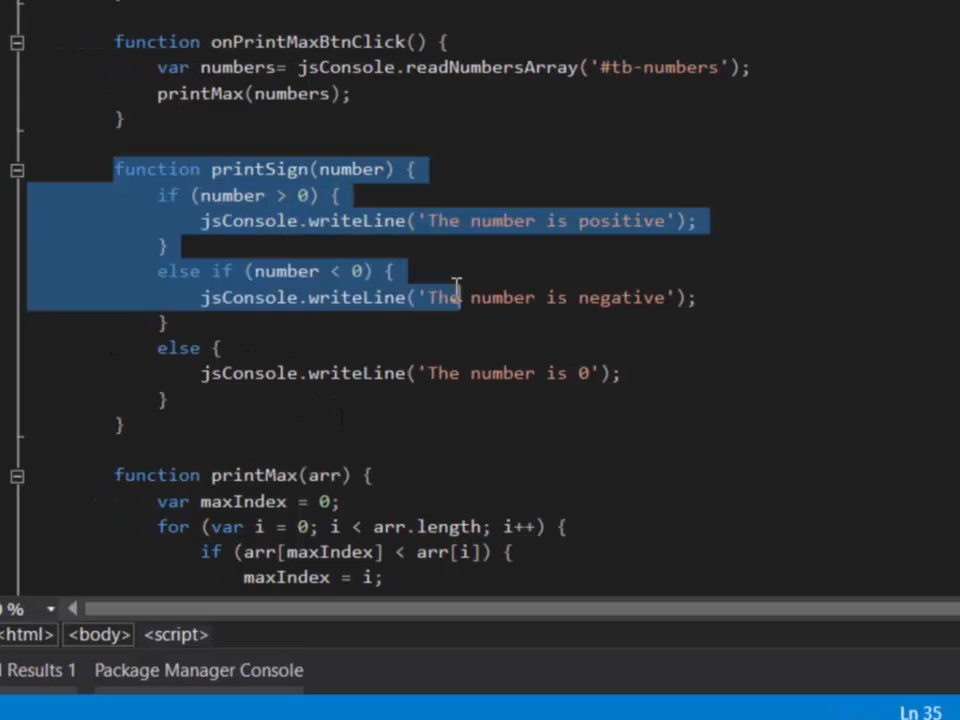 function onPrintMaxBtnClick() {
var numbers= jsConsole.readNumbersArray('#tb-numbers');
printMax(numbers);
}
function printSign(number) {
if (number > 0) {
jsConsole.writeLine('The number is positive');
}
else if (number < 0) {
jsConsole.writeLine('The number is negative');
}
else {
jsConsole.writeLine('The number is 0');
}
}
function printMax(arr) {
var maxIndex = 0;
for (var i = 0; i < arr.length; i++) {
if (arr[maxIndex] < arr[i]) {
maxIndex = i;
%
<html> <body> <script>
Results 1 Package Manager Console
Ln 35